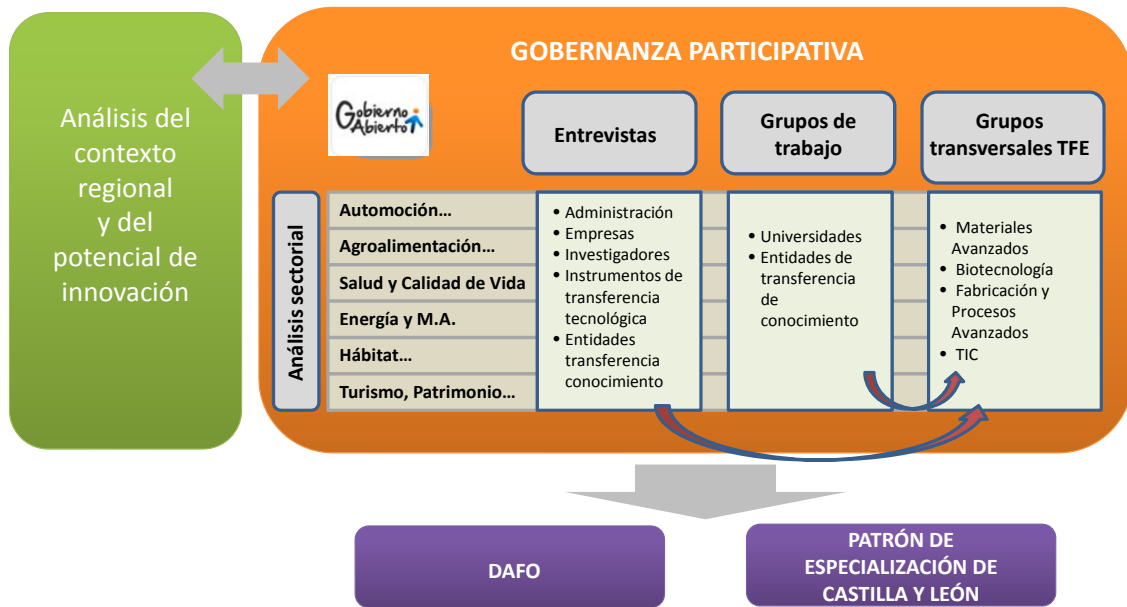 GOBERNANZA PARTICIPATIVA
Análisis del
contexto
regional
y del
potencial de
innovación
Gobierno
Abierto
Entrevistas
Grupos de
trabajo
Grupos
transversales TFE
Análisis sectorial
Automoción...
Agroalimentación...
Salud y Calidad de Vida
Energía y M.A.
Hábitat...
Turismo, Patrimonio...
• Administración
• Empresas
• Investigadores
• Instrumentos de
transferencia
tecnológica
• Entidades
transferencia
conocimiento
• Universidades
• Entidades de
transferencia
de
conocimiento
• Materiales
Avanzados
• Biotecnología
• Fabricación y
Procesos
Avanzados
• TIC
DAFO
PATRÓN DE
ESPECIALIZACIÓN DE
CASTILLA Y LEÓN